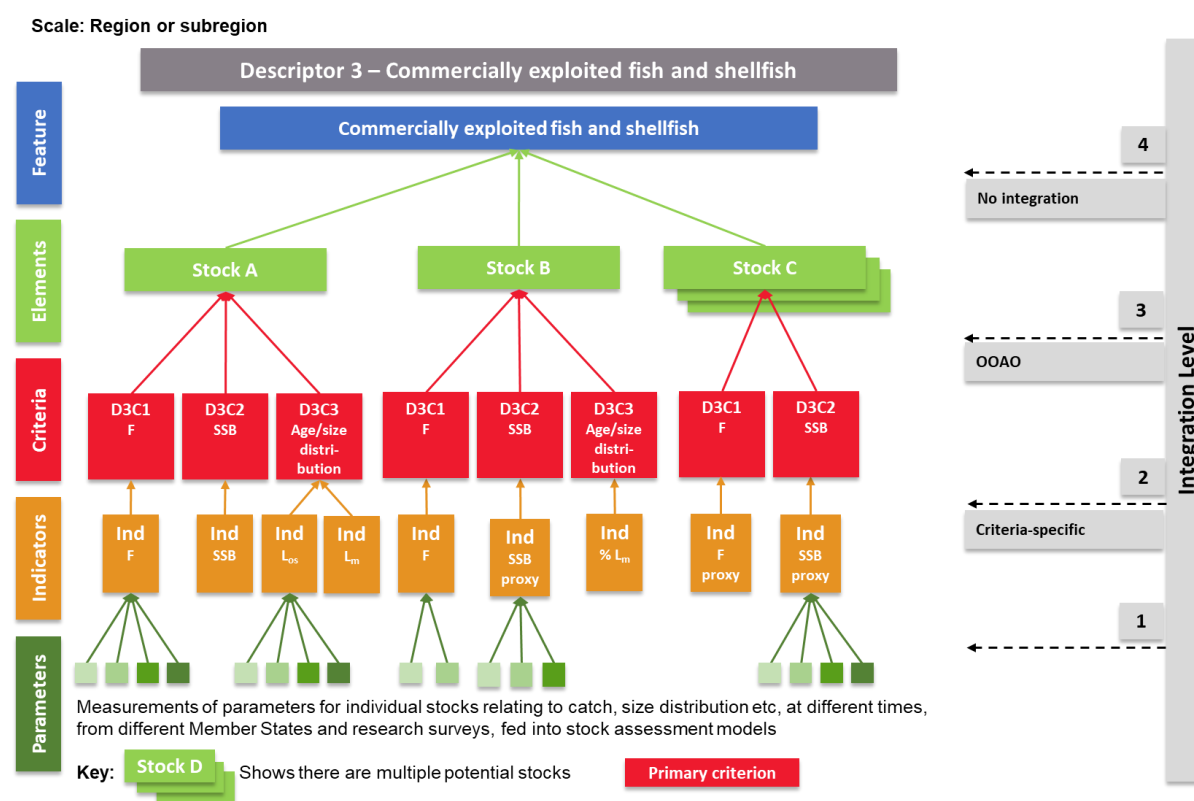 Scale: Region or subregion
Descriptor 3 – Commercially exploited fish and shellfish
Feature
Commercially exploited fish and shellfish
4
No integration
Elements
Stock A
Stock B
Stock C
3
OOAO
Integration Level
Criteria
D3C1
F
D3C2
SSB
D3C3
Age/size
distri-
bution
D3C1
F
D3C2
SSB
D3C3
Age/size
distri-
bution
D3C1
F
D3C2
SSB
2
Criteria-specific
Indicators
Ind
F
Ind
SSB
Ind
Los
Ind
Lm
Ind
F
Ind
SSB
proxy
Ind
% Lm
Ind
F
proxy
Ind
SSB
proxy
1
Parameters
Measurements of parameters for individual stocks relating to catch, size distribution etc, at different times,
from different Member States and research surveys, fed into stock assessment models
Key:
Stock D
Shows there are multiple potential stocks
Primary criterion